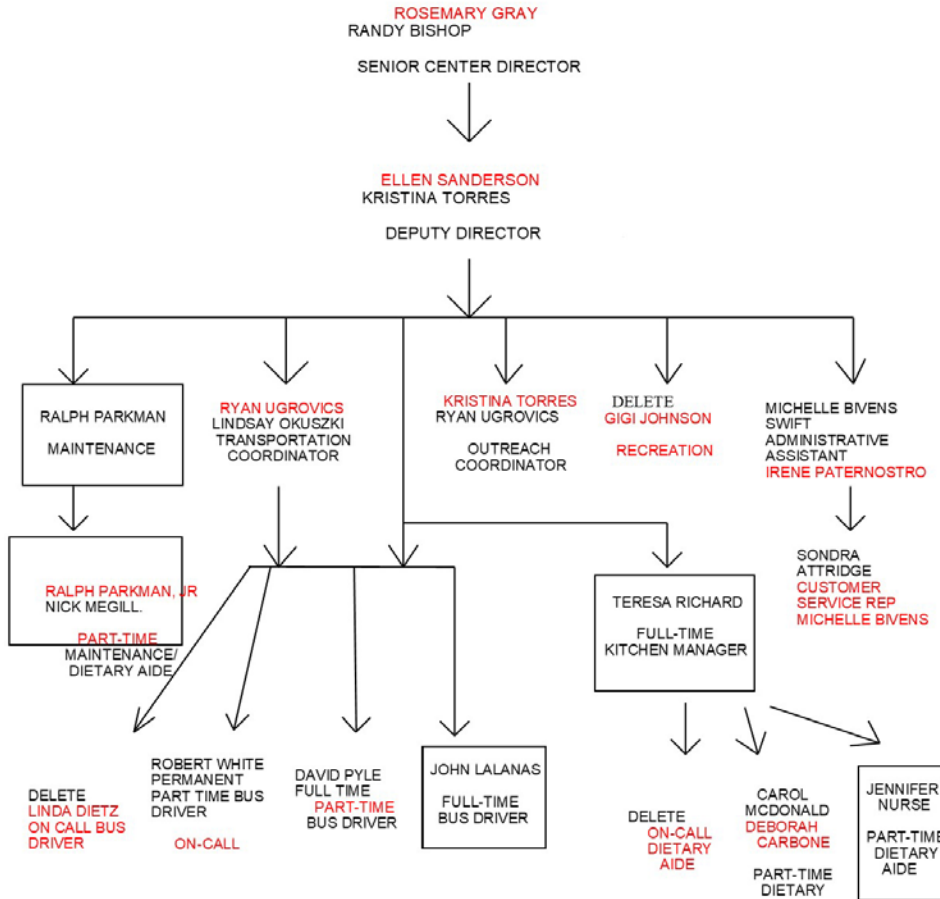 ROSEMARY GRAY
RANDY BISHOP
SENIOR CENTER DIRECTOR
ELLEN SANDERSON
KRISTINA TORRES
DEPUTY DIRECTOR
RALPH PARKMAN
MAINTENANCE
RYAN UGROVICS
LINDSAY OKUSZKI
TRANSPORTATION
COORDINATOR
KRISTINA TORRES
RYAN UGROVICS
OUTREACH
COORDINATOR
DELETE
GIGI JOHNSON
RECREATION
MICHELLE BIVENS
SWIFT
ADMINISTRATIVE
ASSISTANT
IRENE PATERNOSTRO
RALPH PARKMAN, JR
NICK MEGILL.
PART-TIME
MAINTENANCE/
DIETARY AIDE
SONDRA
ATTRIDGE
CUSTOMER
SERVICE REP
MICHELLE BIVENS
TERESA RICHARD
FULL-TIME
KITCHEN MANAGER
DELETE
LINDA DIETZ
ON CALL BUS
DRIVER
ROBERT WHITE
PERMANENT
PART TIME BUS
DRIVER
ON-CALL
DAVID PYLE
FULL TIME
PART-TIME
BUS DRIVER
JOHN LALANAS
FULL-TIME
BUS DRIVER
DELETE
ON-CALL
DIETARY
AIDE
CAROL
MCDONALD
DEBORAH
CARBONE
PART-TIME
DIETARY
JENNIFER
NURSE
PART-TIME
DIETARY
AIDE